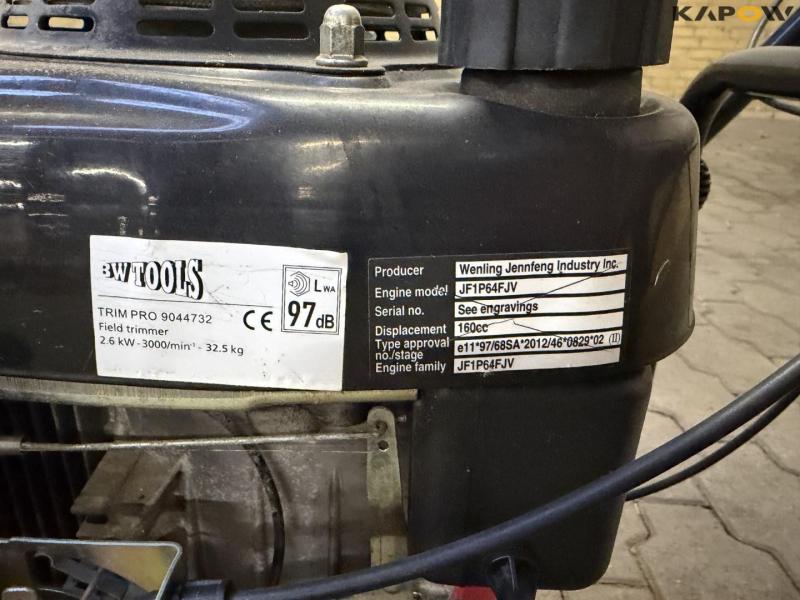 KAPOW
BW TOOLS
TRIM PRO 9044732
Field trimmer
2.6 kW - 3000/min⁻¹ - 32.5 kg
CE
LWA
97dB
Producer Wenling Jennfeng Industry Inc.
Engine model JF1P64FJV
Serial no. See engravings
Displacement 160cc
Type approval no./stage e11*97/68SA*2012/46*0829*02 (II)
Engine family JF1P64FJV